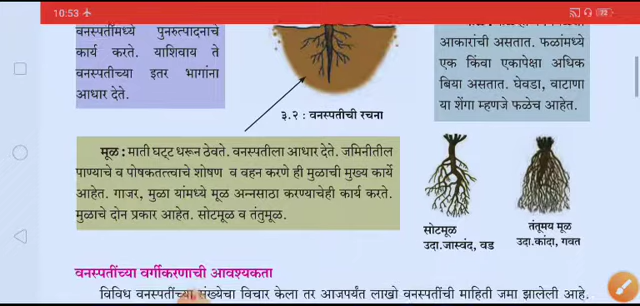 10:53
वनस्पतींमध्ये पुनरुत्पादनाचे
कार्य करते. याशिवाय ते
वनस्पतीच्या इतर भागांना
आधार देते.
३.२ : वनस्पतीची रचना
आकारांची असतात. फळांमध्ये
एक किंवा एकापेक्षा अधिक
बिया असतात. घेवडा, वाटाणा
या शेंगा म्हणजे फळेच आहेत.
मूळ : माती घट्ट धरून ठेवते. वनस्पतीला आधार देते. जमिनीतील
पाण्याचे व पोषकतत्त्वाचे शोषण व वहन करणे ही मुळाची मुख्य कार्ये
आहेत. गाजर, मुळा यांमध्ये मूळ अन्नसाठा करण्याचेही कार्य करते.
मुळाचे दोन प्रकार आहेत. सोटमूळ व तंतुमूळ.
सोटमूळ
उदा.जास्वंद, वड
तंतूमय मूळ
उदा.कांदा, गवत
वनस्पतींच्या वर्गीकरणाची आवश्यकता
विविध वनस्पतींच्या संख्येचा विचार केला तर आजपर्यंत लाखो वनस्पतींची माहिती जमा झालेली आहे.